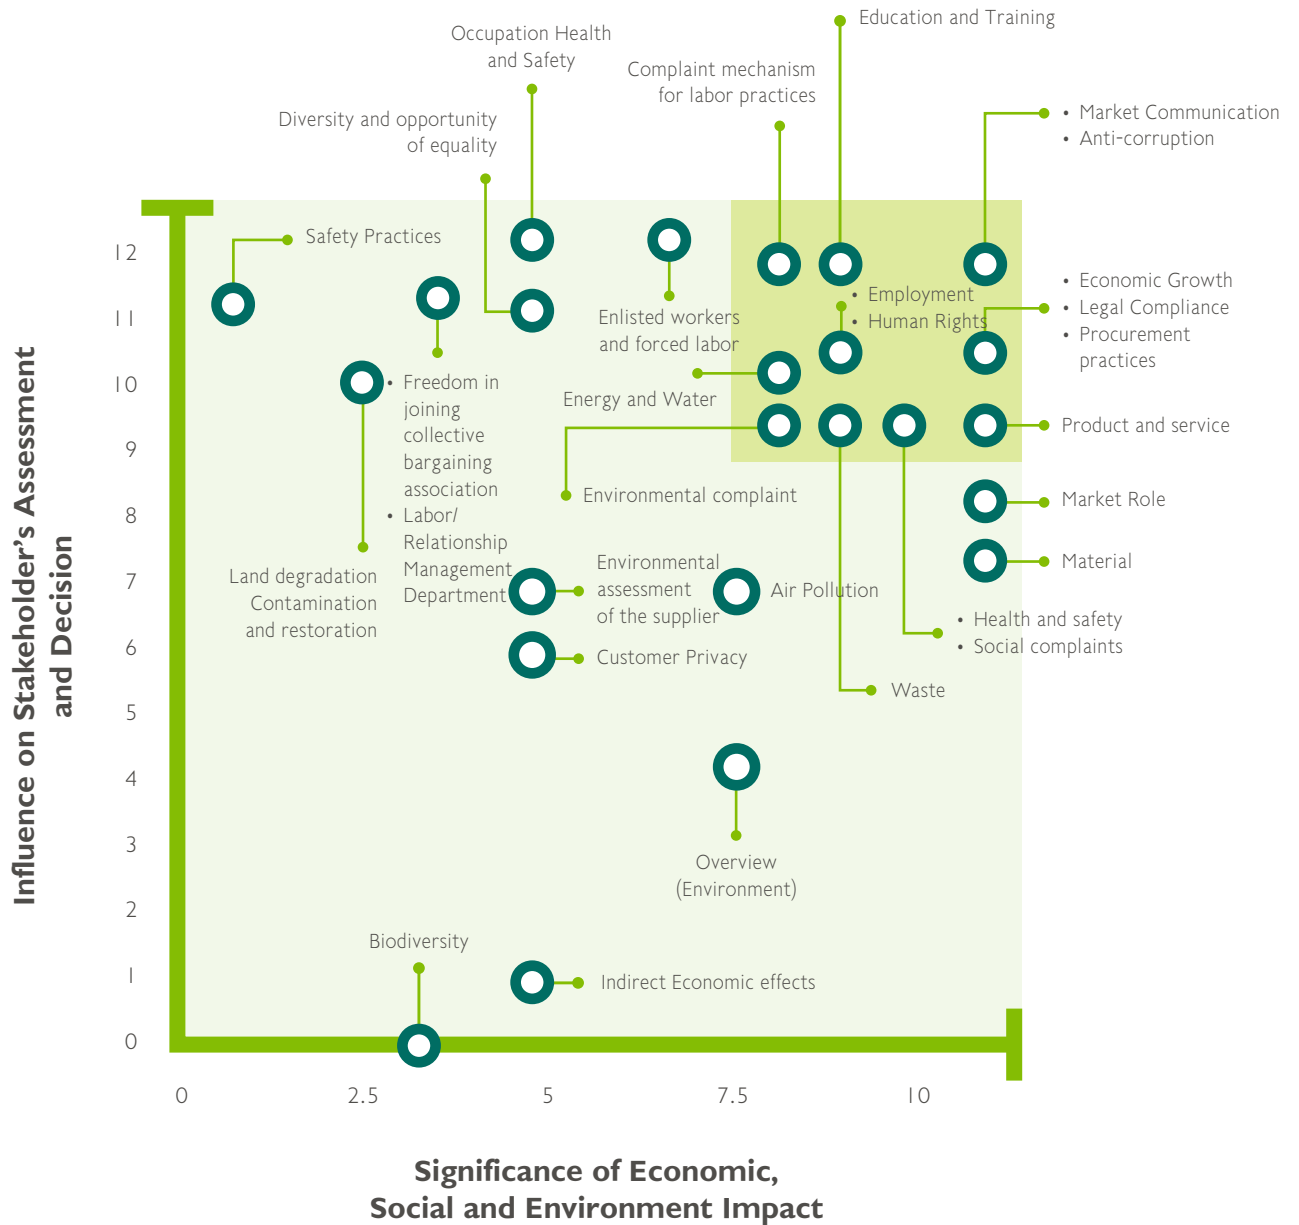 Education and Training
Occupation Health
and Safety
Complaint mechanism
for labor practices
Diversity and opportunity
of equality
• Market Communication
• Anti-corruption
Safety Practices
Enlisted workers
and forced labor
• Employment
• Human Rights
• Economic Growth
• Legal Compliance
• Procurement
practices
Energy and Water
• Freedom in
joining
collective
bargaining
association
• Labor/
Relationship
Management
Department
Product and service
Environmental complaint
Market Role
Material
Land degradation
Contamination
and restoration
Environmental
assessment
of the supplier
Air Pollution
• Health and safety
• Social complaints
Customer Privacy
Waste
Overview
(Environment)
Biodiversity
Indirect Economic effects
12
11
10
9
8
7
6
5
4
3
2
1
0
0
2.5
5
7.5
10
Influence on Stakeholder's Assessment
and Decision
Significance of Economic,
Social and Environment Impact